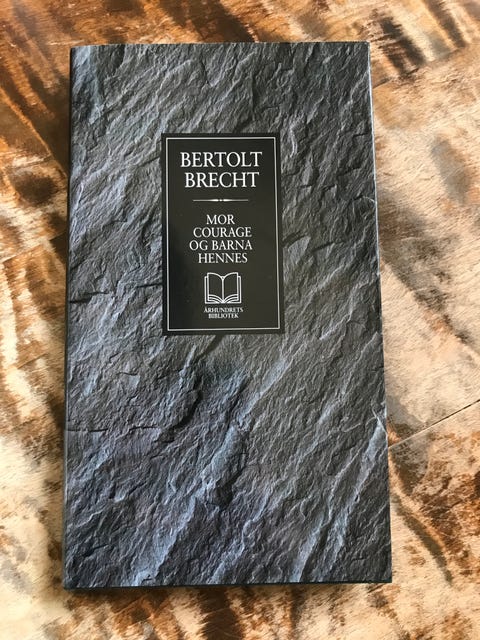 BERTOLT
BRECHT
MOR
COURAGE
OG BARNA
HENNES
ÅRHUNDRETS
BIBLIOTEK